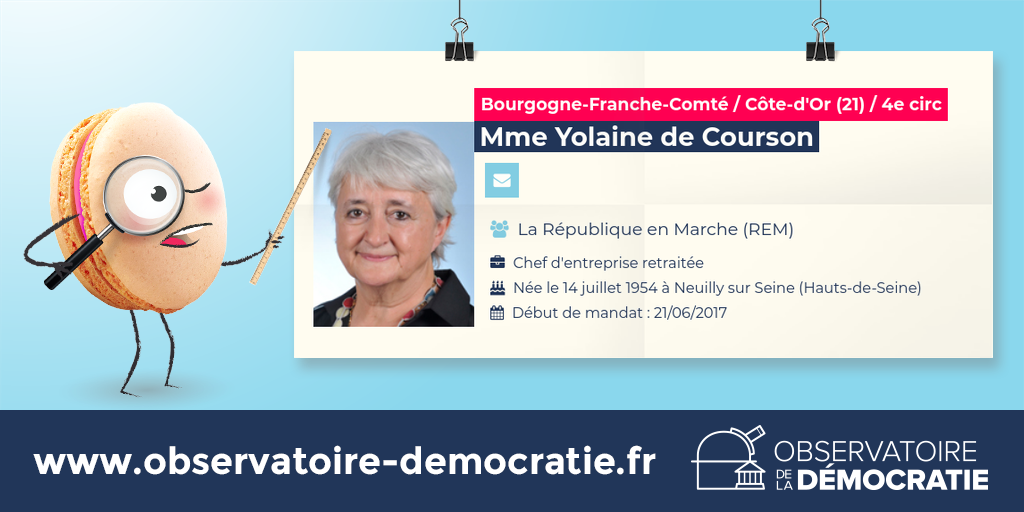 Bourgogne-Franche-Comté / Côte-d'Or (21) / 4e circ
Mme Yolaine de Courson
La République en Marche (REM)
Chef d'entreprise retraitée
Née le 14 juillet 1954 à Neuilly sur Seine (Hauts-de-Seine)
Début de mandat : 21/06/2017
www.observatoire-democratie.fr
OBSERVATOIRE
DE LA DÉMOCRATIE